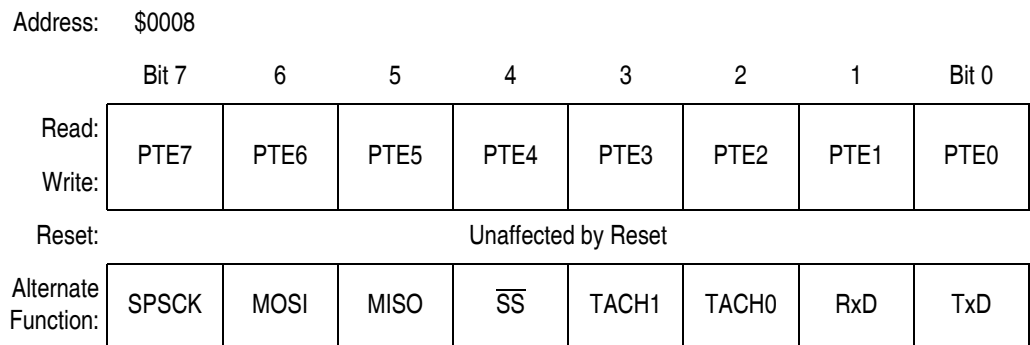 Address: $0008
Bit 7 6 5 4 3 2 1 Bit 0
Read:
PTE7 PTE6 PTE5 PTE4 PTE3 PTE2 PTE1 PTE0
Write:
Reset: Unaffected by Reset
Alternate
Function: SPSCK MOSI MISO S̅S̅ TACH1 TACH0 RxD TxD